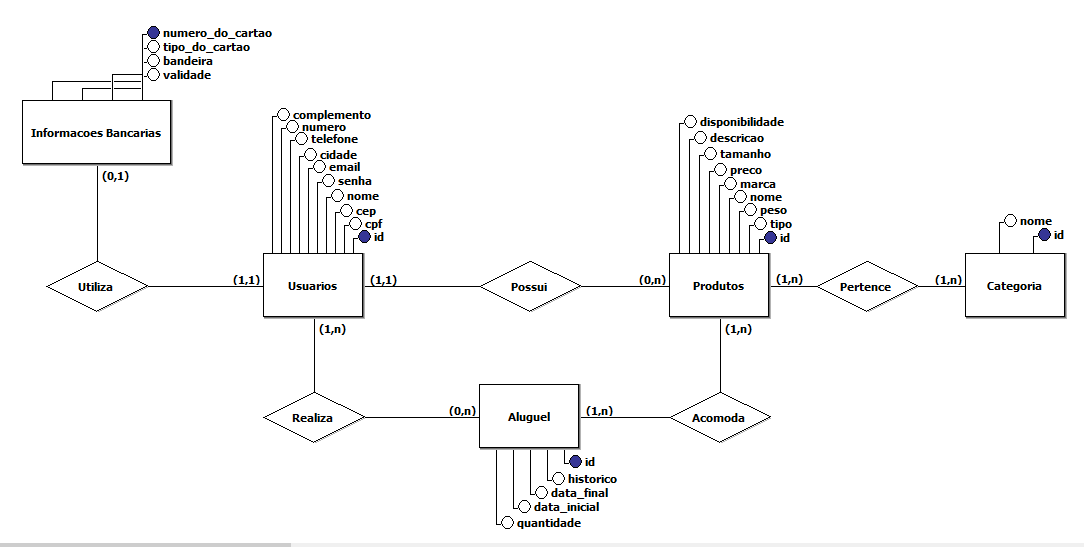 numero_do_cartao
tipo_do_cartao
bandeira
validade
Informacoes Bancarias
(0,1)
complemento
numero
telefone
cidade
email
senha
nome
cep
cpf
id
disponibilidade
descricao
tamanho
preco
marca
nome
peso
tipo
id
nome
id
Utiliza
(1,1)
Usuarios
(1,1)
Possui
(0,n)
Produtos
(1,n)
Pertence
(1,n)
Categoria
(1,n)
(1,n)
Realiza
(0,n)
Aluguel
(1,n)
Acomoda
id
historico
data_final
data_inicial
quantidade